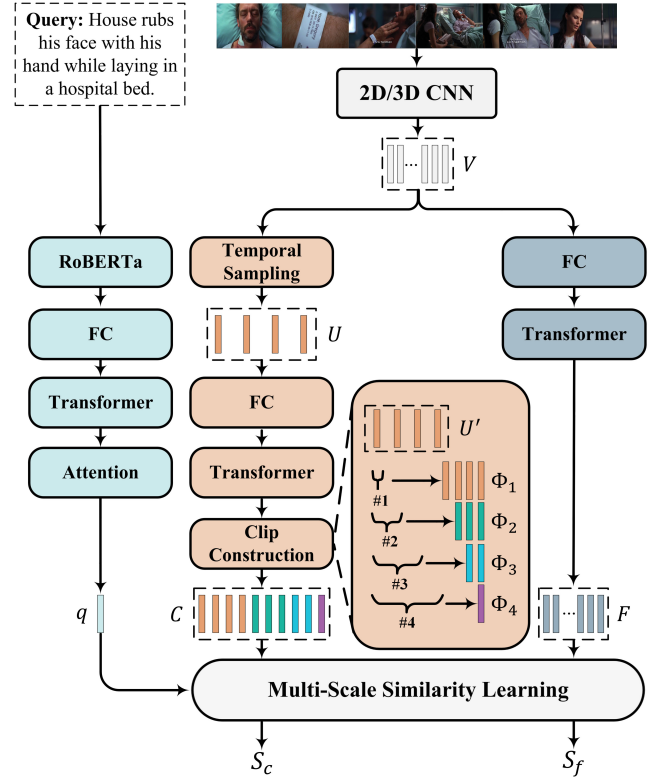 Query: House rubs
his face with his
hand while laying in
a hospital bed.
2D/3D CNN
V
RoBERTa
Temporal
Sampling
FC
FC
U
Transformer
Transformer
FC
U'
Attention
Transformer
#1
Φ1
#2
Φ2
Clip
Construction
#3
Φ3
#4
Φ4
q
C
F
Multi-Scale Similarity Learning
Sc
Sf